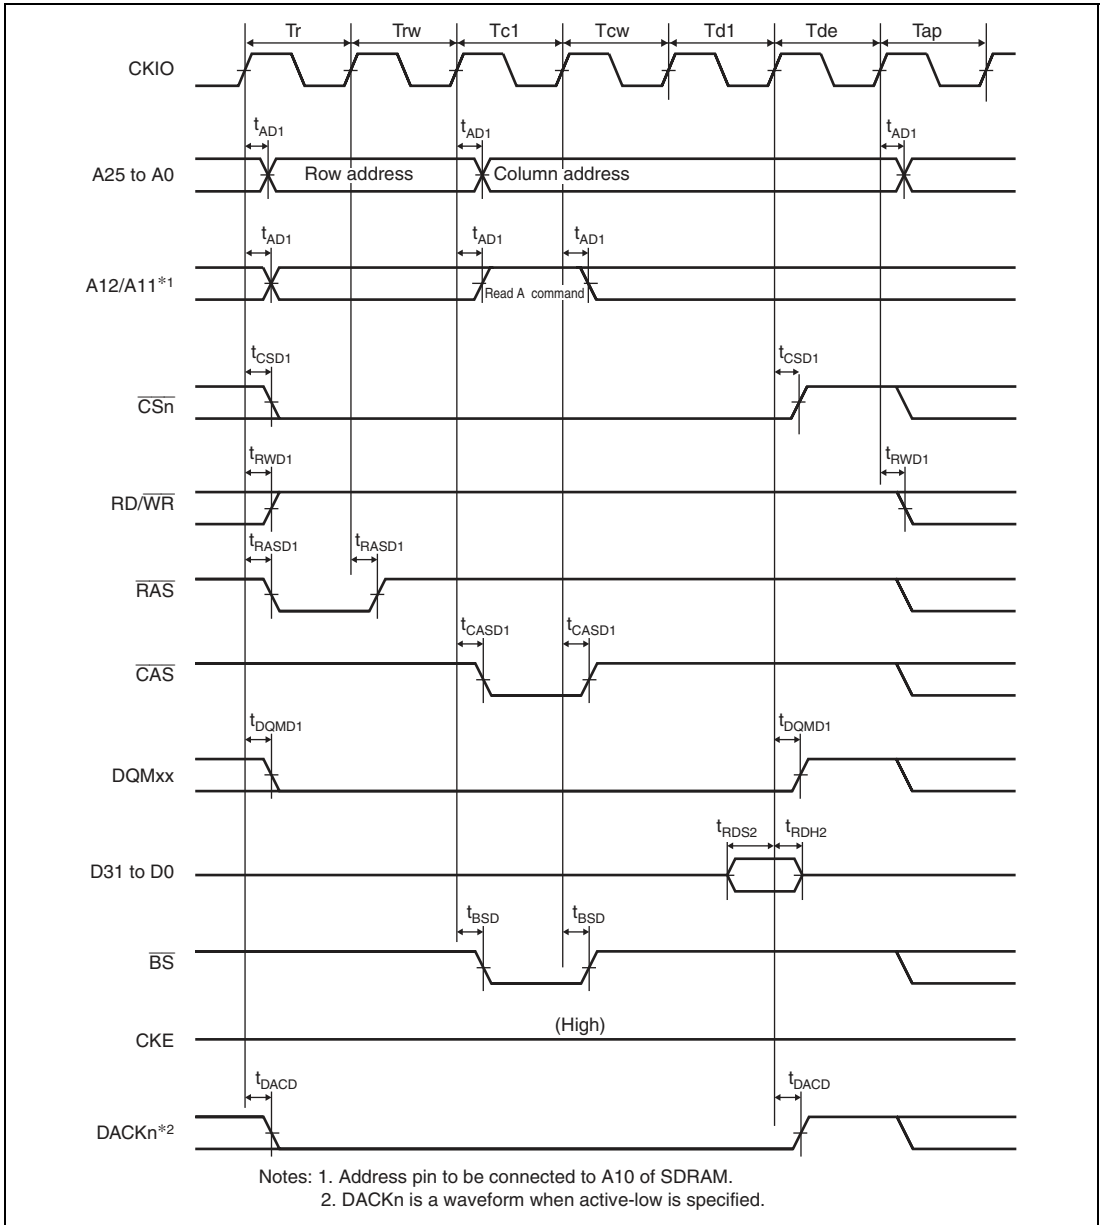 Tr Trw Tc1 Tcw Td1 Tde Tap
CKIO
tAD1 tAD1 tAD1
A25 to A0 Row address Column address
tAD1 tAD1 tAD1
A12/A11*1 Read A command
tCSD1 tCSD1
CSn
tRWD1 tRWD1
RD/WR
tRASD1 tRASD1
RAS
tCASD1 tCASD1
CAS
tDQMD1 tDQMD1
DQMxx
tRDS2 tRDH2
D31 to D0
tBSD tBSD
BS
(High)
CKE
tDACD tDACD
DACKn*2
Notes: 1. Address pin to be connected to A10 of SDRAM.
2. DACKn is a waveform when active-low is specified.